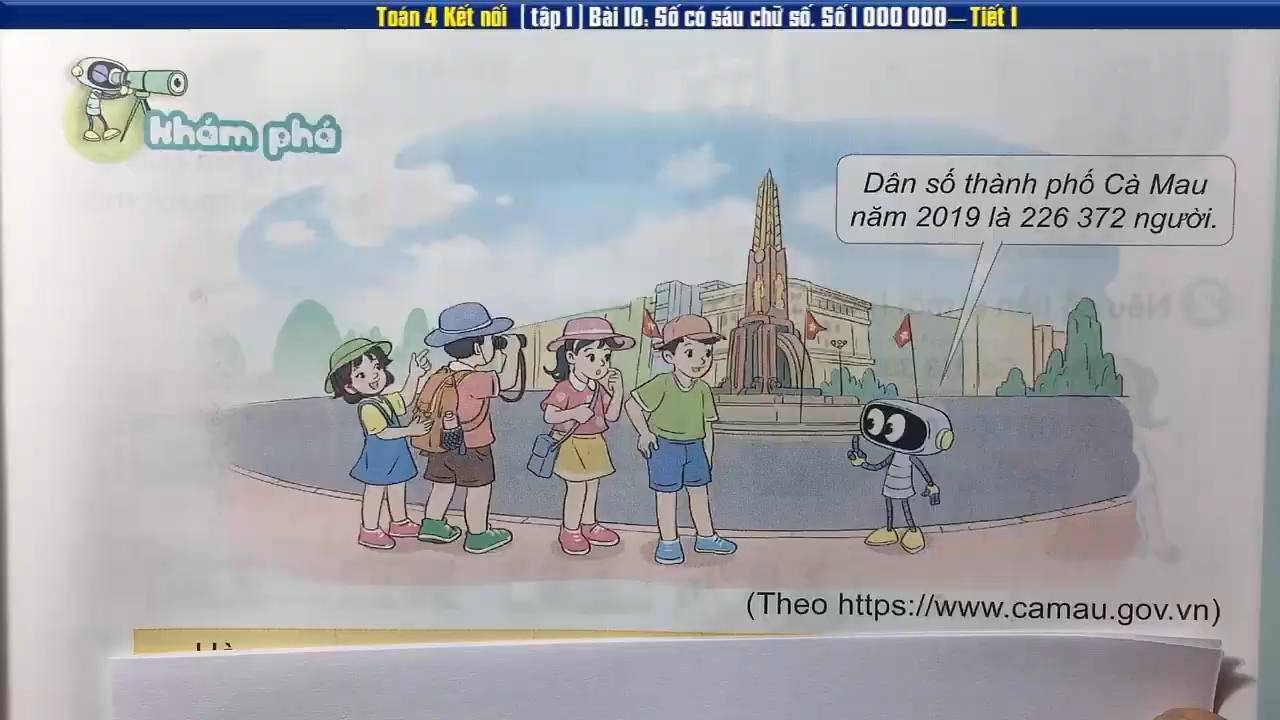 Toán 4 Kết nối [ tập 1 ] Bài 10: Số có sáu chữ số. Số 1 000 000 — Tiết 1
Khám phá
Dân số thành phố Cà Mau
năm 2019 là 226 372 người.
(Theo https://www.camau.gov.vn)